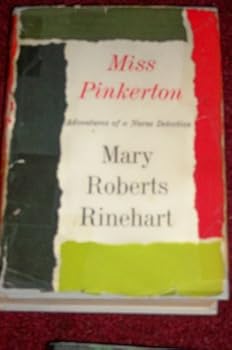 Miss
Pinkerton
Adventures of a Nurse Detective
Mary
Roberts
Rinehart